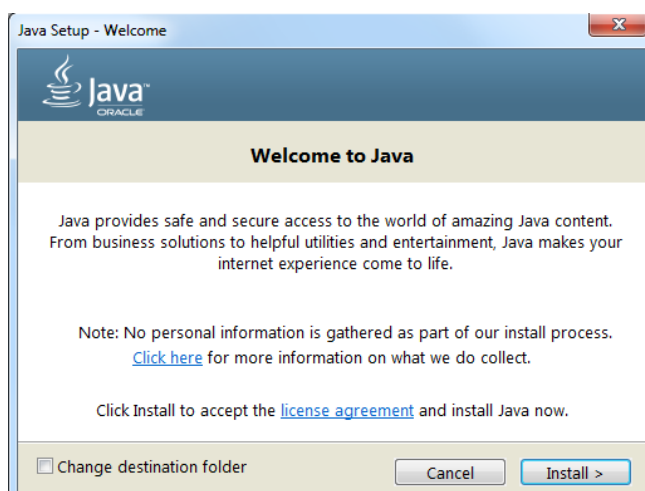 Java Setup - Welcome
Java™
ORACLE
Welcome to Java
Java provides safe and secure access to the world of amazing Java content.
From business solutions to helpful utilities and entertainment, Java makes your
internet experience come to life.
Note: No personal information is gathered as part of our install process.
Click here for more information on what we do collect.
Click Install to accept the license agreement and install Java now.
Change destination folder
Cancel
Install >